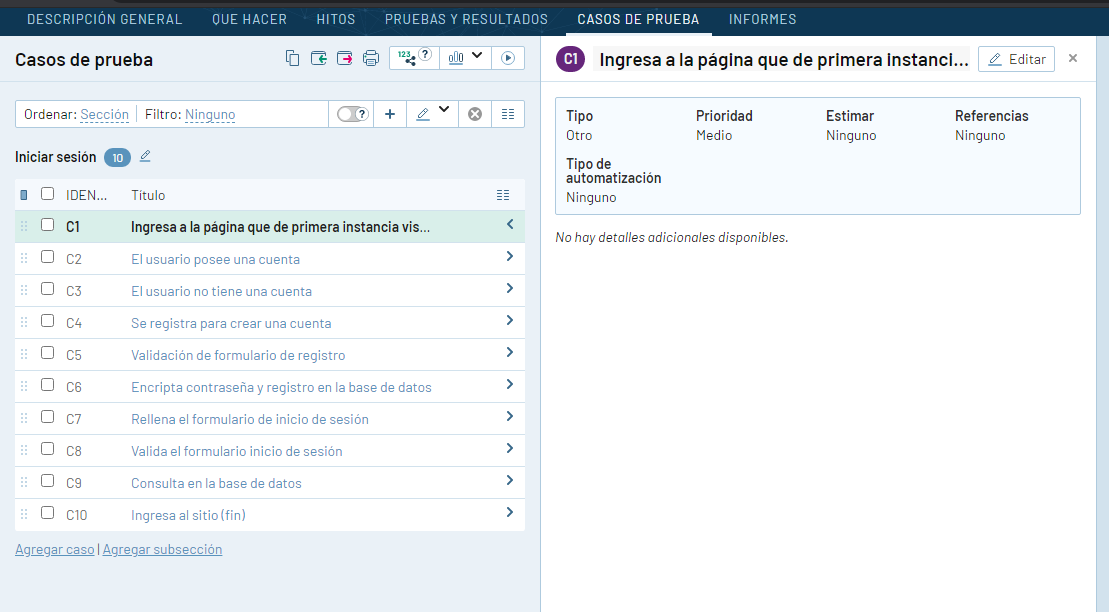 DESCRIPCIÓN GENERAL QUE HACER HITOS PRUEBAS Y RESULTADOS CASOS DE PRUEBA INFORMES
Casos de prueba
123 ?
Ordenar: Sección Filtro: Ninguno
?
Iniciar sesión 10
IDEN... Título
C1 Ingresa a la página que de primera instancia vis...
C2 El usuario posee una cuenta
C3 El usuario no tiene una cuenta
C4 Se registra para crear una cuenta
C5 Validación de formulario de registro
C6 Encripta contraseña y registro en la base de datos
C7 Rellena el formulario de inicio de sesión
C8 Valida el formulario inicio de sesión
C9 Consulta en la base de datos
C10 Ingresa al sitio (fin)
Agregar caso | Agregar subsección
C1 Ingresa a la página que de primera instanci... Editar
Tipo Prioridad Estimar Referencias
Otro Medio Ninguno Ninguno
Tipo de
automatización
Ninguno
No hay detalles adicionales disponibles.